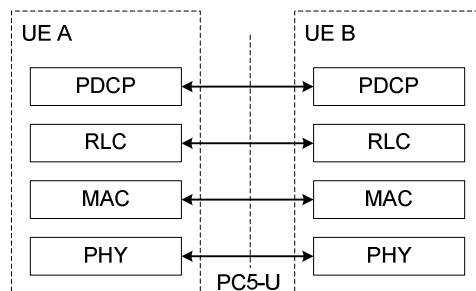 UE A UE B
PDCP PDCP
RLC RLC
MAC MAC
PHY PHY
PC5-U